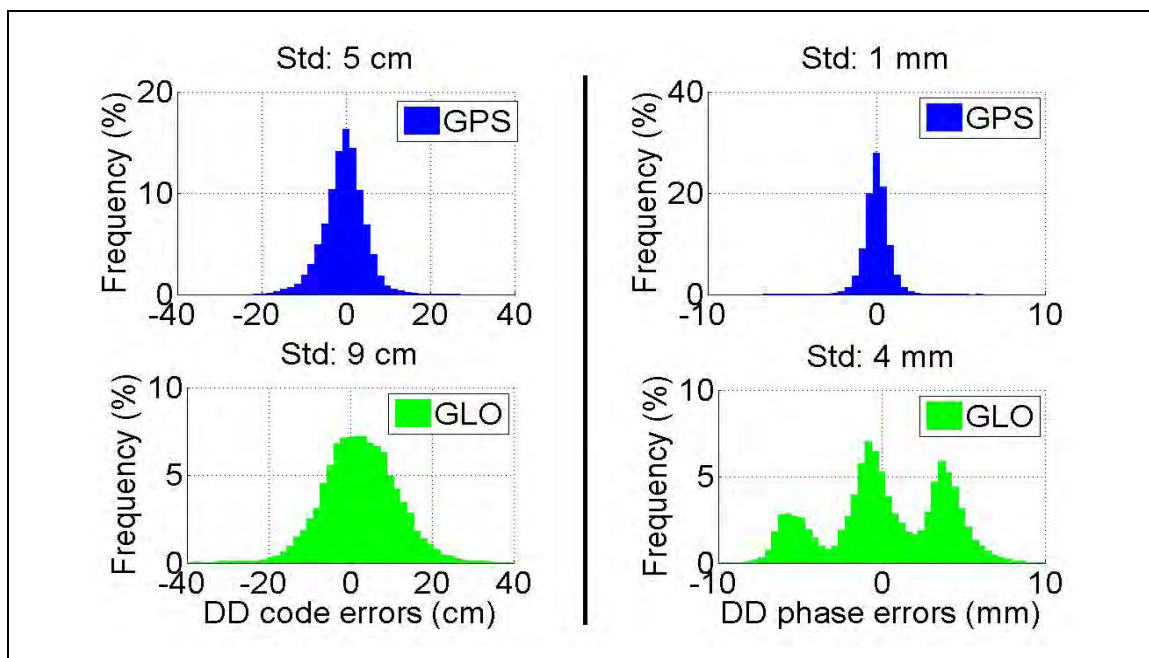 Std: 5 cm
Frequency (%)
20
10
0
GPS
-40 -20 0 20 40
Std: 1 mm
Frequency (%)
40
20
0
GPS
-10 0 10
Std: 9 cm
Frequency (%)
10
5
0
GLO
-40 -20 0 20 40
DD code errors (cm)
Std: 4 mm
Frequency (%)
10
5
0
GLO
-10 0 10
DD phase errors (mm)